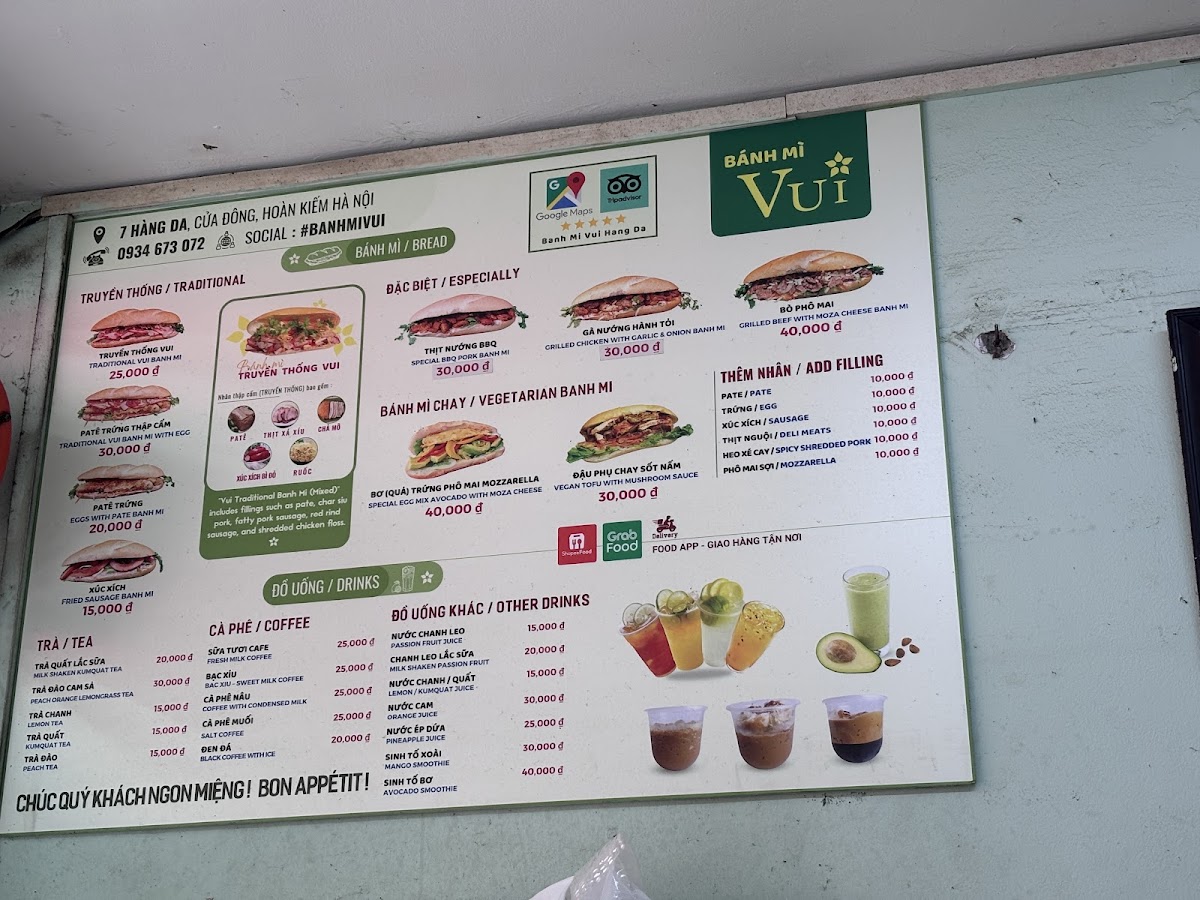 7 HÀNG DA, CỬA ĐÔNG, HOÀN KIẾM HÀ NỘI
0934 673 072 SOCIAL : #BANHMIVUI
Google Maps
Tripadvisor
Banh Mi Vui Hang Da
BÁNH MÌ
VUI
BÁNH MÌ / BREAD
TRUYỀN THỐNG / TRADITIONAL
TRUYỀN THỐNG VUI
TRADITIONAL VUI BANH MI
25,000 ₫
PATÊ TRỨNG THẬP CẨM
TRADITIONAL VUI BANH MI WITH EGG
30,000 ₫
PATÊ TRỨNG
EGGS WITH PATE BANH MI
20,000 ₫
XÚC XÍCH
FRIED SAUSAGE BANH MI
15,000 ₫
Bánh mì
TRUYỀN THỐNG VUI
Nhân thập cẩm (TRUYỀN THỐNG) bao gồm :
PATÊ THỊT XÁ XÍU CHẢ MỠ
XÚC XÍCH BÌ ĐỎ RUỐC
"Vui Traditional Banh Mi (Mixed)"
includes fillings such as pate, char siu
pork, fatty pork sausage, red rind
sausage, and shredded chicken floss.
ĐẶC BIỆT / ESPECIALLY
THỊT NƯỚNG BBQ
SPECIAL BBQ PORK BANH MI
30,000 ₫
GÀ NƯỚNG HÀNH TỎI
GRILLED CHICKEN WITH GARLIC & ONION BANH MI
30,000 ₫
BÒ PHÔ MAI
GRILLED BEEF WITH MOZA CHEESE BANH MI
40,000 ₫
BÁNH MÌ CHAY / VEGETARIAN BANH MI
BƠ (QUẢ) TRỨNG PHÔ MAI MOZZARELLA
SPECIAL EGG MIX AVOCADO WITH MOZA CHEESE
40,000 ₫
ĐẬU PHỤ CHAY SỐT NẤM
VEGAN TOFU WITH MUSHROOM SAUCE
30,000 ₫
THÊM NHÂN / ADD FILLING
PATE / PATE 10,000 ₫
TRỨNG / EGG 10,000 ₫
XÚC XÍCH / SAUSAGE 10,000 ₫
THỊT NGUỘI / DELI MEATS 10,000 ₫
HEO XÉ CAY / SPICY SHREDDED PORK 10,000 ₫
PHÔ MAI SỢI / MOZZARELLA 10,000 ₫
ShopeeFood
Grab
Food
Delivery
FOOD APP - GIAO HÀNG TẬN NƠI
ĐỒ UỐNG / DRINKS
TRÀ / TEA
TRÀ QUẤT LẮC SỮA 20,000 ₫
MILK SHAKEN KUMQUAT TEA
TRÀ ĐÀO CAM SẢ 30,000 ₫
PEACH ORANGE LEMONGRASS TEA
TRÀ CHANH 15,000 ₫
LEMON TEA
TRÀ QUẤT 15,000 ₫
KUMQUAT TEA
TRÀ ĐÀO 15,000 ₫
PEACH TEA
CÀ PHÊ / COFFEE
SỮA TƯƠI CAFE 25,000 ₫
FRESH MILK COFFEE
BẠC XỈU 25,000 ₫
BAC XIU - SWEET MILK COFFEE
CÀ PHÊ NÂU 25,000 ₫
COFFEE WITH CONDENSED MILK
CÀ PHÊ MUỐI 25,000 ₫
SALT COFFEE
ĐEN ĐÁ 20,000 ₫
BLACK COFFEE WITH ICE
ĐỒ UỐNG KHÁC / OTHER DRINKS
NƯỚC CHANH LEO 15,000 ₫
PASSION FRUIT JUICE
CHANH LEO LẮC SỮA 20,000 ₫
MILK SHAKEN PASSION FRUIT
NƯỚC CHANH / QUẤT 15,000 ₫
LEMON / KUMQUAT JUICE
NƯỚC CAM 30,000 ₫
ORANGE JUICE
NƯỚC ÉP DỨA 25,000 ₫
PINEAPPLE JUICE
SINH TỐ XOÀI 30,000 ₫
MANGO SMOOTHIE
SINH TỐ BƠ 40,000 ₫
AVOCADO SMOOTHIE
CHÚC QUÝ KHÁCH NGON MIỆNG ! BON APPÉTIT !